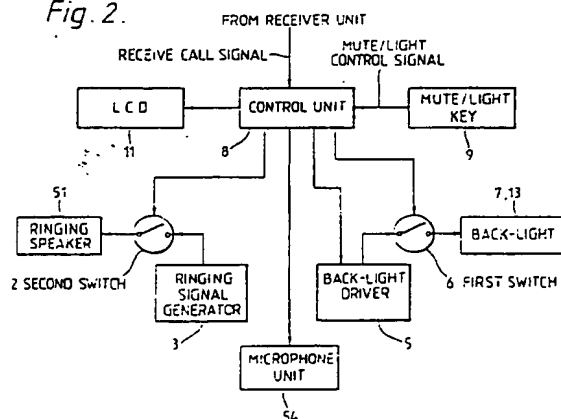 Fig. 2.
FROM RECEIVER UNIT
RECEIVE CALL SIGNAL
MUTE/LIGHT
CONTROL SIGNAL
LCD
11
CONTROL UNIT
8
MUTE/LIGHT
KEY
9
51
RINGING
SPEAKER
2 SECOND SWITCH
RINGING
SIGNAL
GENERATOR
3
MICROPHONE
UNIT
54
BACK-LIGHT
DRIVER
5
7,13
BACK-LIGHT
6 FIRST SWITCH